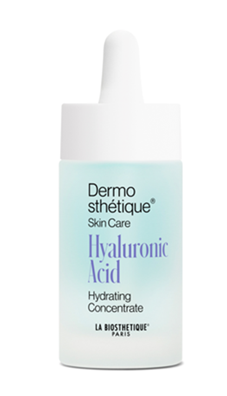 Dermo
sthétique®
Skin Care
Hyaluronic
Acid
Hydrating
Concentrate
LA BIOSTHETIQUE®
PARIS